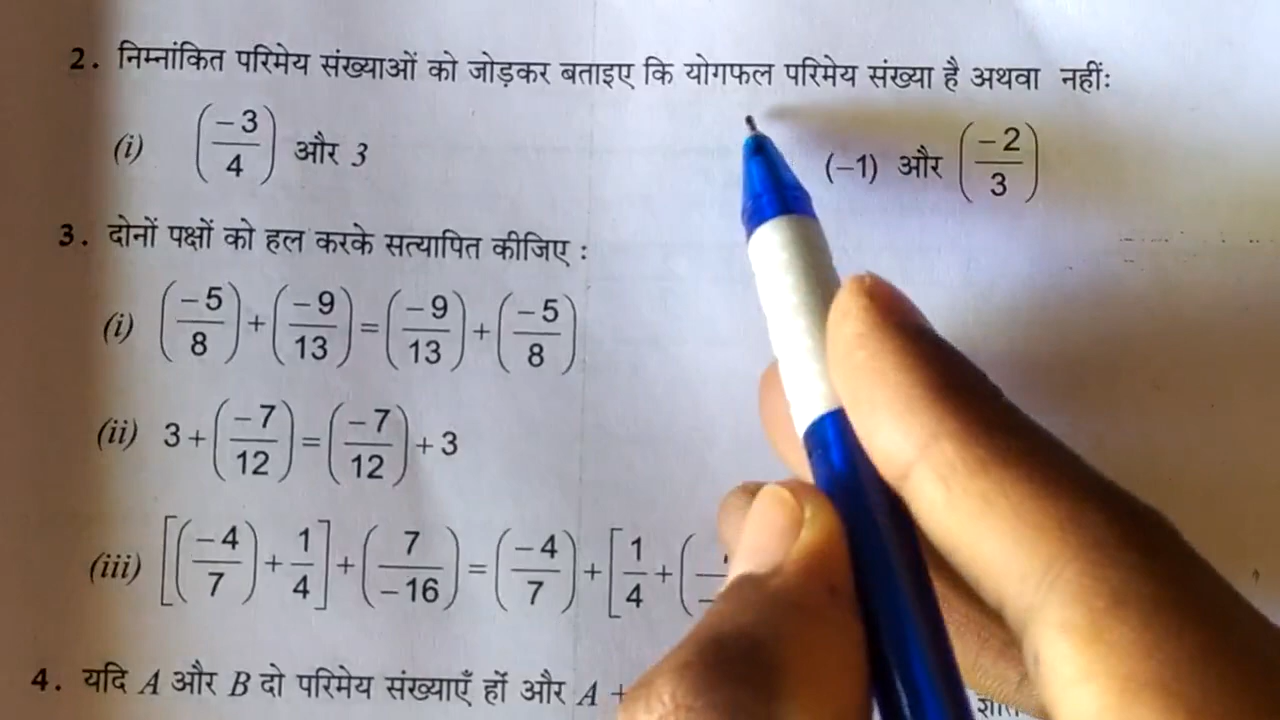 2. निम्नांकित परिमेय संख्याओं को जोड़कर बताइए कि योगफल परिमेय संख्या है अथवा नहींः
(i) (-3/4) और 3 (-1) और (-2/3)
3. दोनों पक्षों को हल करके सत्यापित कीजिए :
(i) (-5/8) + (-9/13) = (-9/13) + (-5/8)
(ii) 3 + (-7/12) = (-7/12) + 3
(iii) [(-4/7) + 1/4] + (7/-16) = (-4/7) + [1/4 + (
4. यदि A और B दो परिमेय संख्याएँ हों और A +